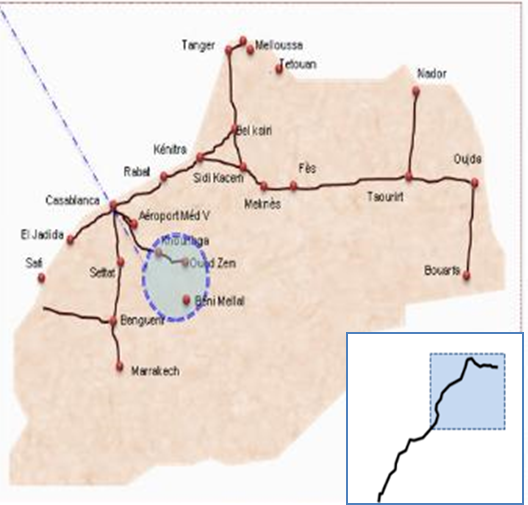 Tanger
Melloussa
Tetouan
Nador
Bel ksiri
Kénitra
Sidi Kacem
Fès
Oujda
Rabat
Meknès
Taourirt
Casablanca
Aéroport Méd V
El Jadida
Khouribga
Safi
Settat
Oued Zem
Bouarfa
Béni Mellal
Benguerir
Marrakech